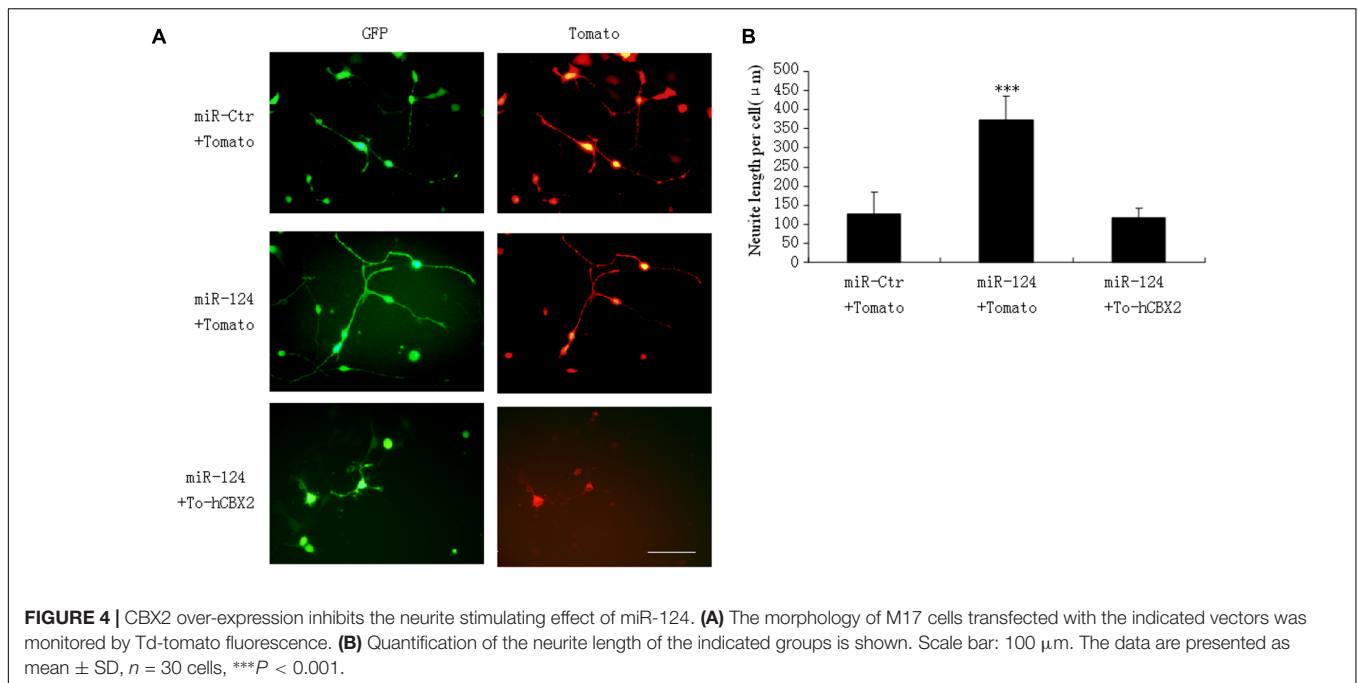 A
GFP
Tomato
miR-Ctr
+Tomato
miR-124
+Tomato
miR-124
+To-hCBX2
B
Neurite length per cell(μm)
500
450
400
350
300
250
200
150
100
50
0
***
miR-Ctr
+Tomato
miR-124
+Tomato
miR-124
+To-hCBX2
FIGURE 4 | CBX2 over-expression inhibits the neurite stimulating effect of miR-124. (A) The morphology of M17 cells transfected with the indicated vectors was
monitored by Td-tomato fluorescence. (B) Quantification of the neurite length of the indicated groups is shown. Scale bar: 100 μm. The data are presented as
mean ± SD, n = 30 cells, ***P < 0.001.